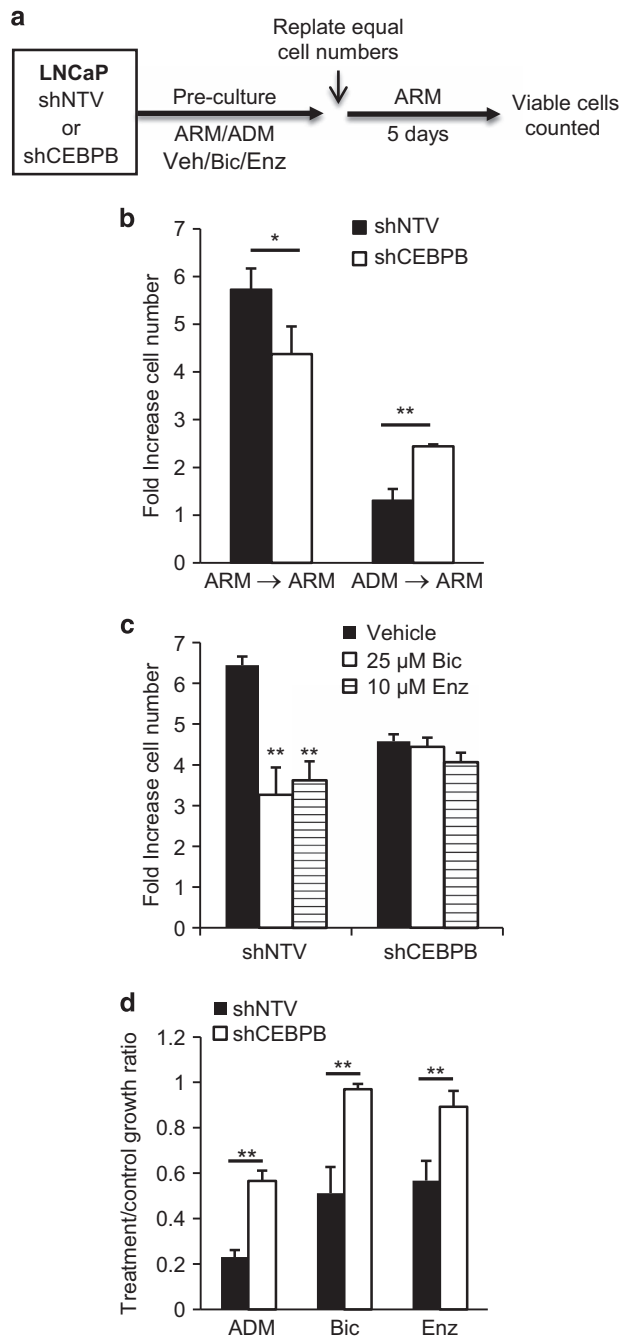 a
LNCaP
shNTV
or
shCEBPB
Pre-culture
ARM/ADM
Veh/Bic/Enz
Replate equal
cell numbers
ARM
5 days
Viable cells
counted
b
Fold Increase cell number
7
6
5
4
3
2
1
0
*
**
shNTV
shCEBPB
ARM → ARM
ADM → ARM
c
Fold Increase cell number
7
6
5
4
3
2
1
0
** **
Vehicle
25 µM Bic
10 µM Enz
shNTV
shCEBPB
d
Treatment/control growth ratio
shNTV
shCEBPB
1.2
1
0.8
0.6
0.4
0.2
0
**
**
**
ADM
Bic
Enz